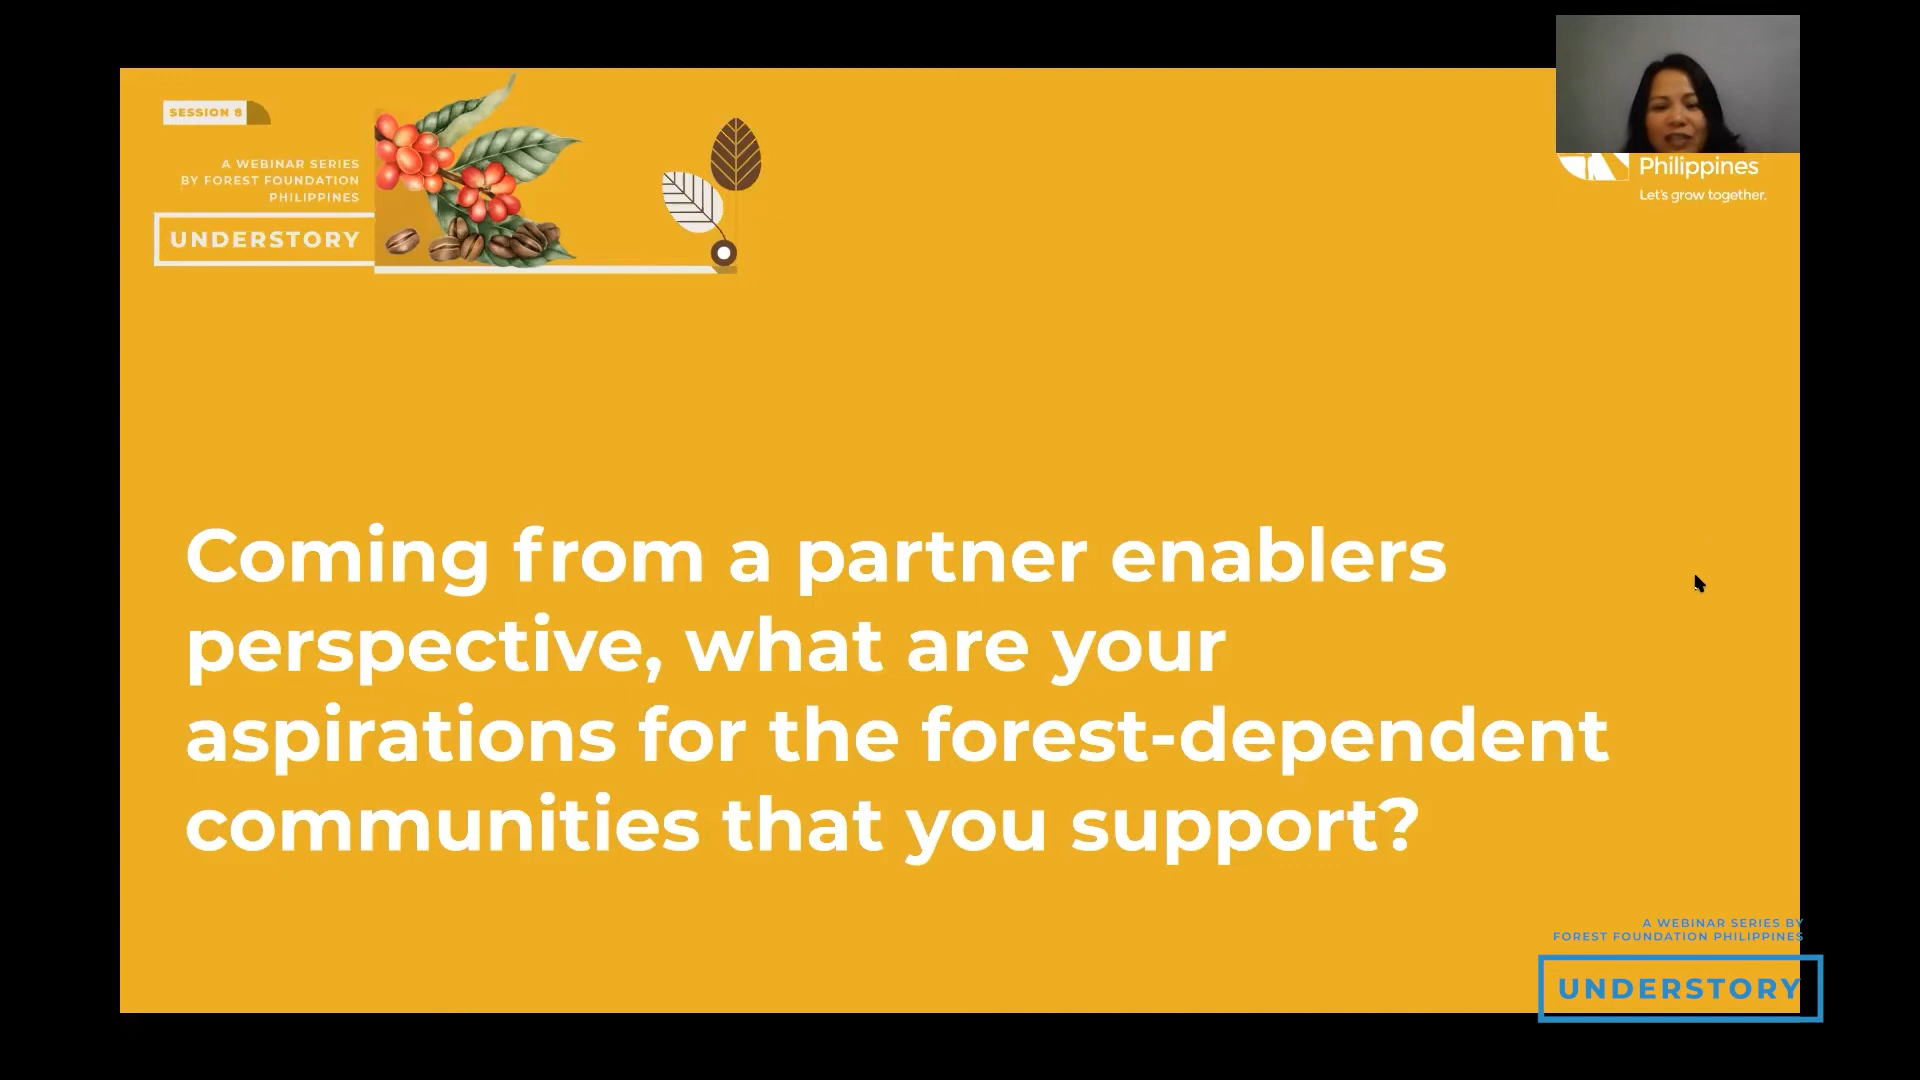 SESSION 8
A WEBINAR SERIES
BY FOREST FOUNDATION
PHILIPPINES
UNDERSTORY
Philippines
Let's grow together.
Coming from a partner enablers
perspective, what are your
aspirations for the forest-dependent
communities that you support?
A WEBINAR SERIES BY
FOREST FOUNDATION PHILIPPINES
UNDERSTORY